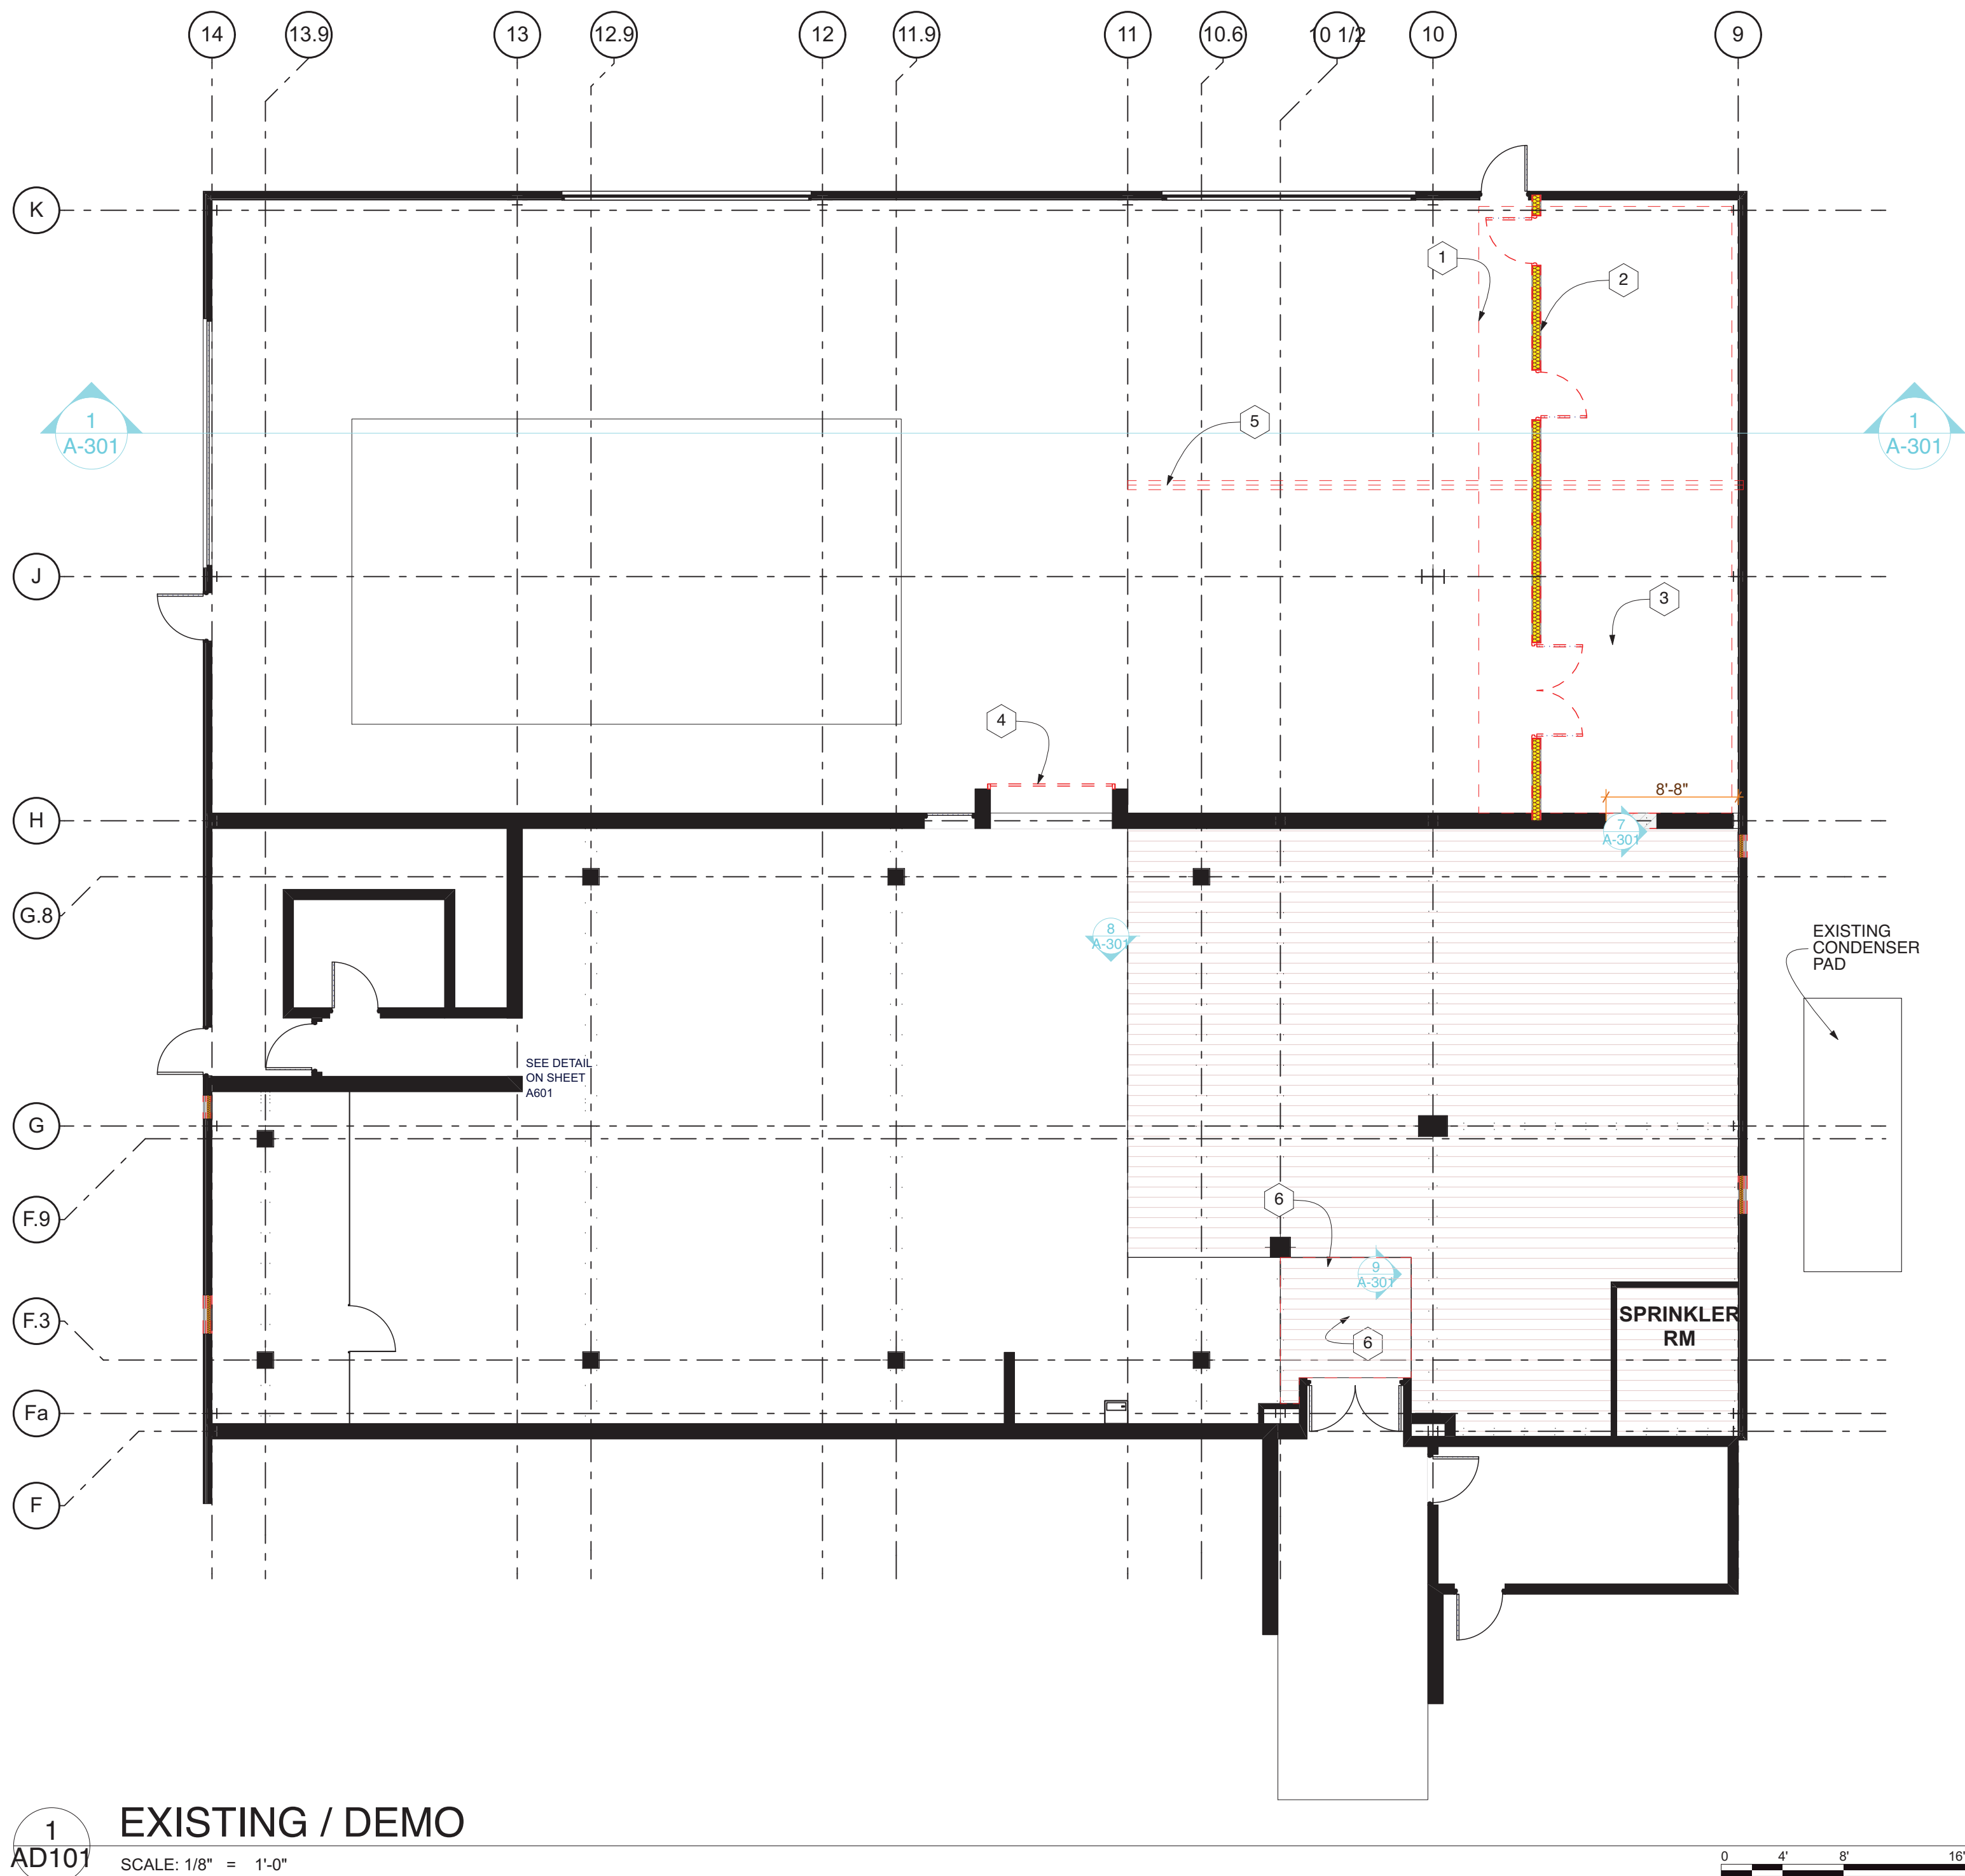 14
13.9
13
12.9
12
11.9
11
10.6
10 1/2
10
9
K
1
2
1
A-301
5
1
A-301
J
3
4
8'-8"
H
7
A-301
G.8
8
A-301
EXISTING
CONDENSER
PAD
SEE DETAIL
ON SHEET
A601
G
6
F.9
9
A-301
F.3
SPRINKLER
RM
6
Fa
F
1
AD101
EXISTING / DEMO
SCALE: 1/8" = 1'-0"
0 4' 8' 16'